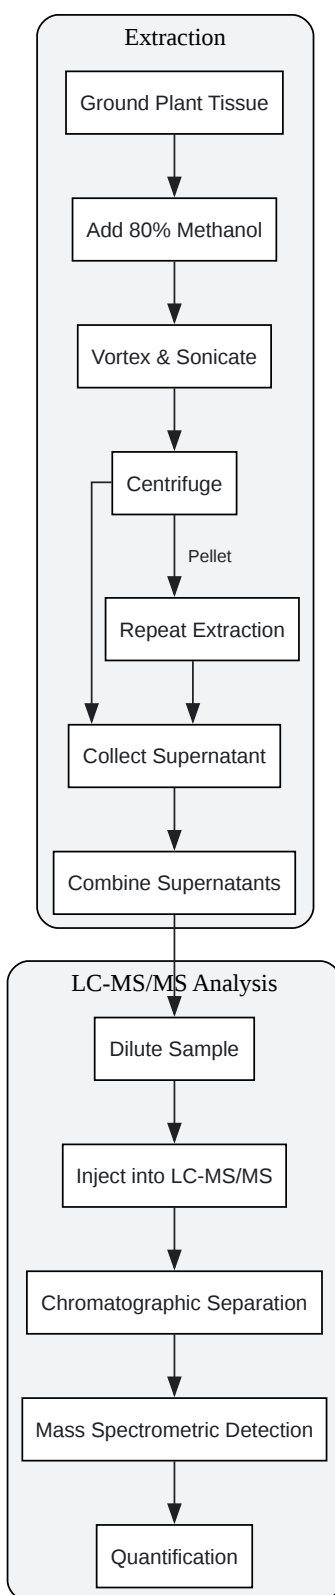 Extraction
Ground Plant Tissue
Add 80% Methanol
Vortex & Sonicate
Centrifuge
Pellet
Repeat Extraction
Collect Supernatant
Combine Supernatants
LC-MS/MS Analysis
Dilute Sample
Inject into LC-MS/MS
Chromatographic Separation
Mass Spectrometric Detection
Quantification